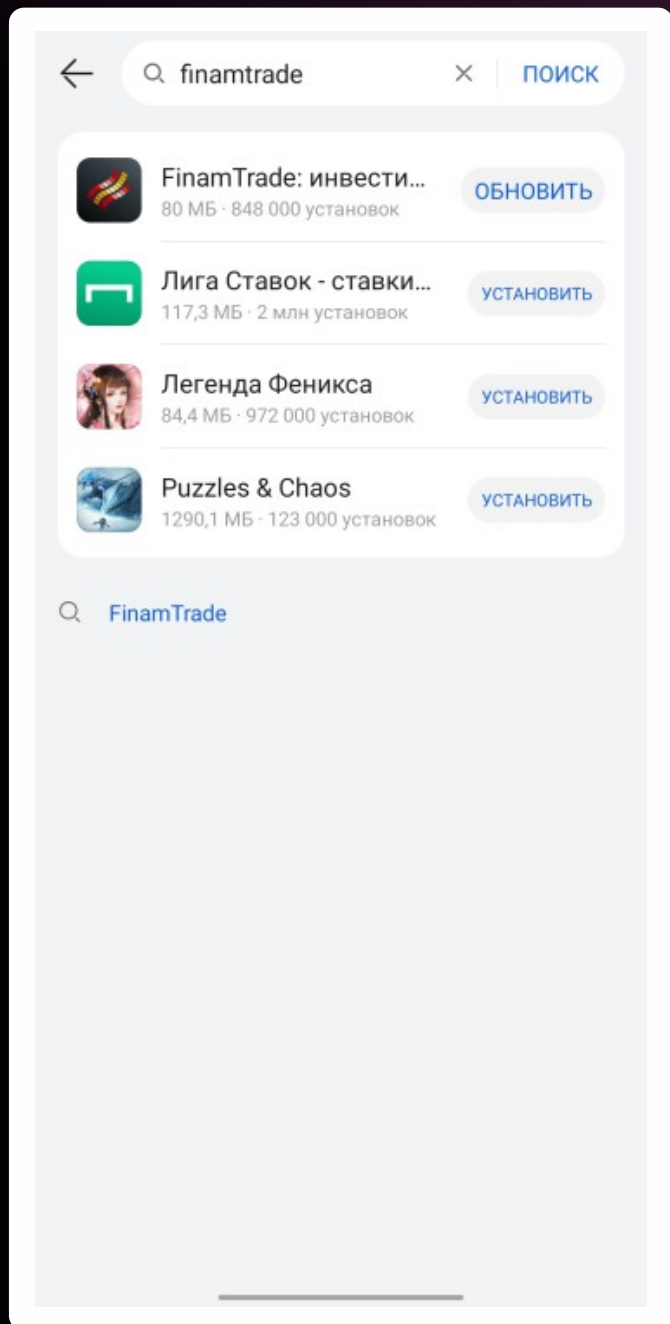 finamtrade
ПОИСК
FinamTrade: инвести...
80 МБ · 848 000 установок
ОБНОВИТЬ
Лига Ставок - ставки...
117,3 МБ · 2 млн установок
УСТАНОВИТЬ
Легенда Феникса
84,4 МБ · 972 000 установок
УСТАНОВИТЬ
Puzzles & Chaos
1290,1 МБ · 123 000 установок
УСТАНОВИТЬ
FinamTrade